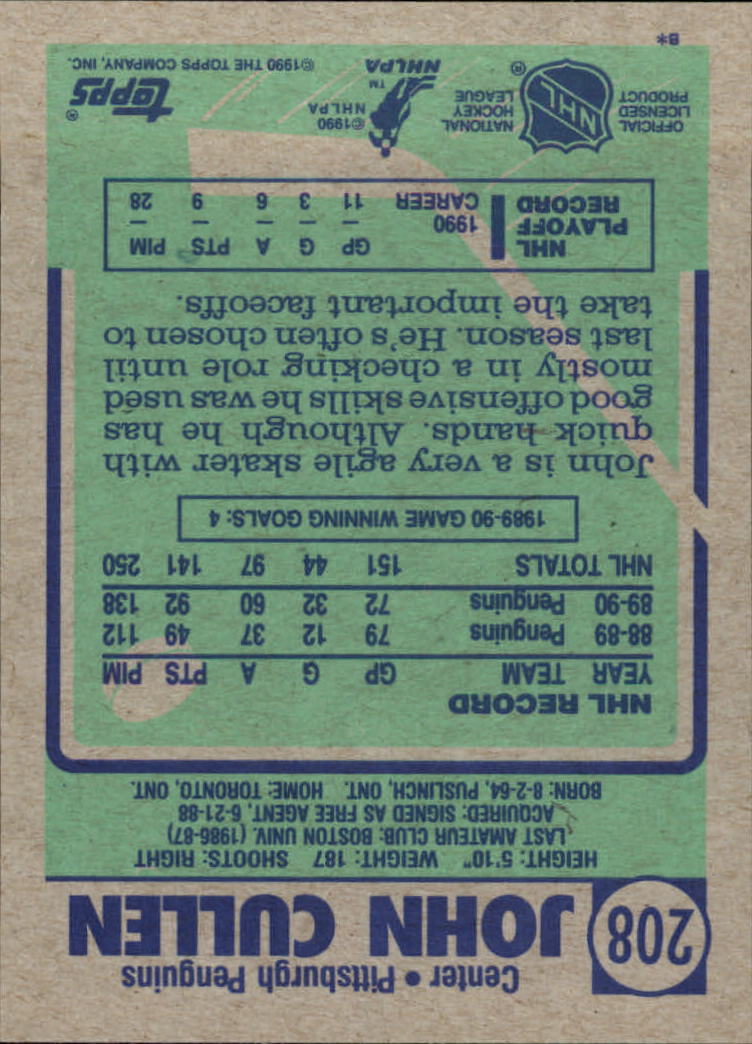 208
Center • Pittsburgh Penguins
JOHN CULLEN
HEIGHT: 5'10". WEIGHT: 187 SHOOTS: RIGHT
LAST AMATEUR CLUB: BOSTON UNIV. (1986-87)
ACQUIRED: SIGNED AS FREE AGENT, 6-21-88
BORN: 8-2-64, PUSLINCH, ONT. HOME: TORONTO, ONT.
NHL RECORD
YEAR TEAM GP G A PTS PIM
88-89 Penguins 79 12 37 49 112
89-90 Penguins 72 32 60 92 138
NHL TOTALS 151 44 97 141 250
1989-90 GAME WINNING GOALS: 4
John is a very agile skater with
quick hands. Although he has
good offensive skills he was used
mostly in a checking role until
last season. He's often chosen to
take the important faceoffs.
NHL PLAYOFF RECORD
GP G A PTS PIM
1990 – – – – –
CAREER 11 3 6 9 28
OFFICIAL
LICENSED
PRODUCT
NHL
®
NATIONAL
HOCKEY
LEAGUE
©1990
NHLPA
™
NHLPA
topps®
©1990 THE TOPPS COMPANY, INC.
B*